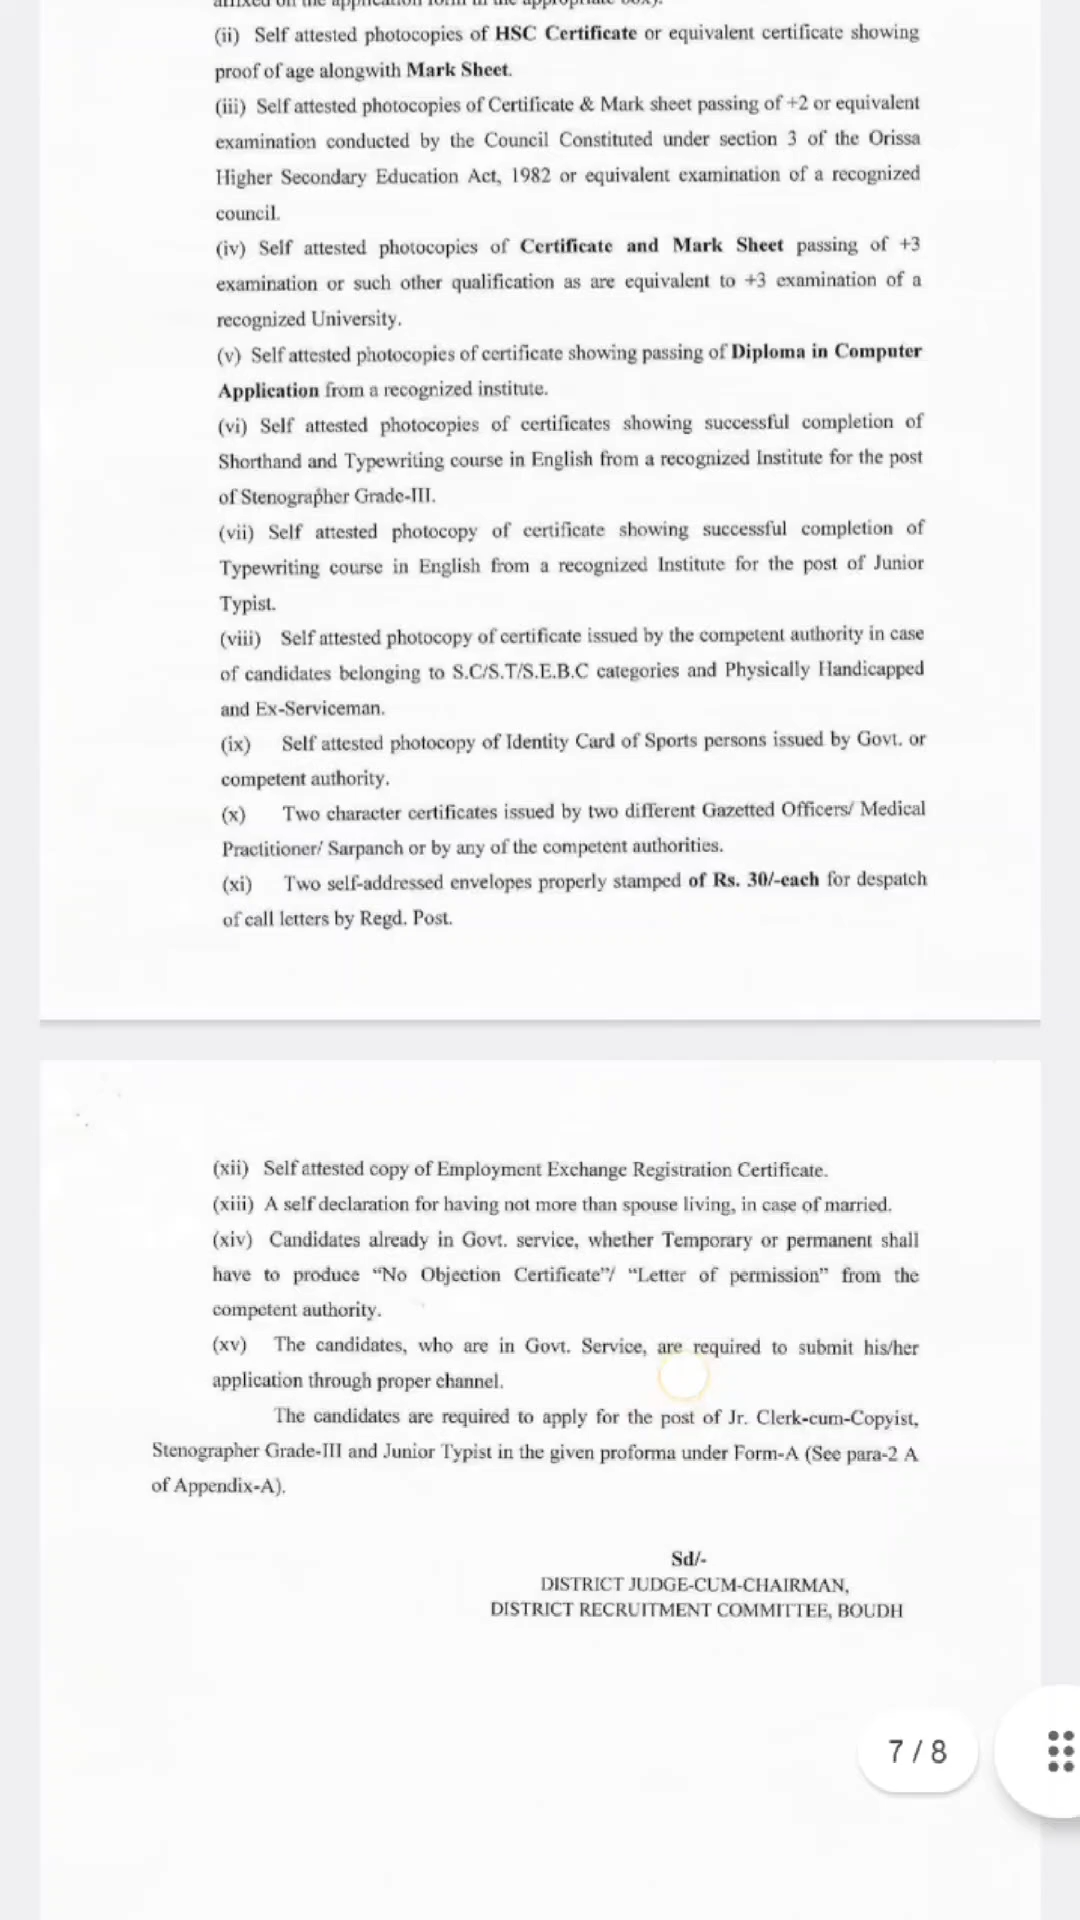 affixed on the application form in the appropriate box).
(ii) Self attested photocopies of HSC Certificate or equivalent certificate showing
proof of age alongwith Mark Sheet.
(iii) Self attested photocopies of Certificate & Mark sheet passing of +2 or equivalent
examination conducted by the Council Constituted under section 3 of the Orissa
Higher Secondary Education Act, 1982 or equivalent examination of a recognized
council.
(iv) Self attested photocopies of Certificate and Mark Sheet passing of +3
examination or such other qualification as are equivalent to +3 examination of a
recognized University.
(v) Self attested photocopies of certificate showing passing of Diploma in Computer
Application from a recognized institute.
(vi) Self attested photocopies of certificates showing successful completion of
Shorthand and Typewriting course in English from a recognized Institute for the post
of Stenographer Grade-III.
(vii) Self attested photocopy of certificate showing successful completion of
Typewriting course in English from a recognized Institute for the post of Junior
Typist.
(viii) Self attested photocopy of certificate issued by the competent authority in case
of candidates belonging to S.C/S.T/S.E.B.C categories and Physically Handicapped
and Ex-Serviceman.
(ix) Self attested photocopy of Identity Card of Sports persons issued by Govt. or
competent authority.
(x) Two character certificates issued by two different Gazetted Officers/ Medical
Practitioner/ Sarpanch or by any of the competent authorities.
(xi) Two self-addressed envelopes properly stamped of Rs. 30/-each for despatch
of call letters by Regd. Post.
(xii) Self attested copy of Employment Exchange Registration Certificate.
(xiii) A self declaration for having not more than spouse living, in case of married.
(xiv) Candidates already in Govt. service, whether Temporary or permanent shall
have to produce “No Objection Certificate”/ “Letter of permission” from the
competent authority.
(xv) The candidates, who are in Govt. Service, are required to submit his/her
application through proper channel.
The candidates are required to apply for the post of Jr. Clerk-cum-Copyist,
Stenographer Grade-III and Junior Typist in the given proforma under Form-A (See para-2 A
of Appendix-A).
Sd/-
DISTRICT JUDGE-CUM-CHAIRMAN,
DISTRICT RECRUITMENT COMMITTEE, BOUDH
7 / 8